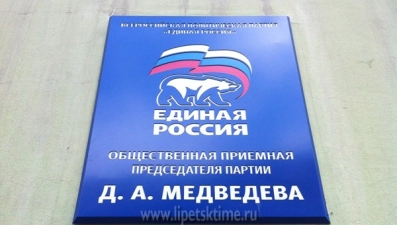 ВСЕРОССИЙСКАЯ ПОЛИТИЧЕСКАЯ ПАРТИЯ
«ЕДИНАЯ РОССИЯ»
ЕДИНАЯ
РОССИЯ
ОБЩЕСТВЕННАЯ ПРИЕМНАЯ
ПРЕДСЕДАТЕЛЯ ПАРТИИ
Д. А. МЕДВЕДЕВА
www.lipetsktime.ru